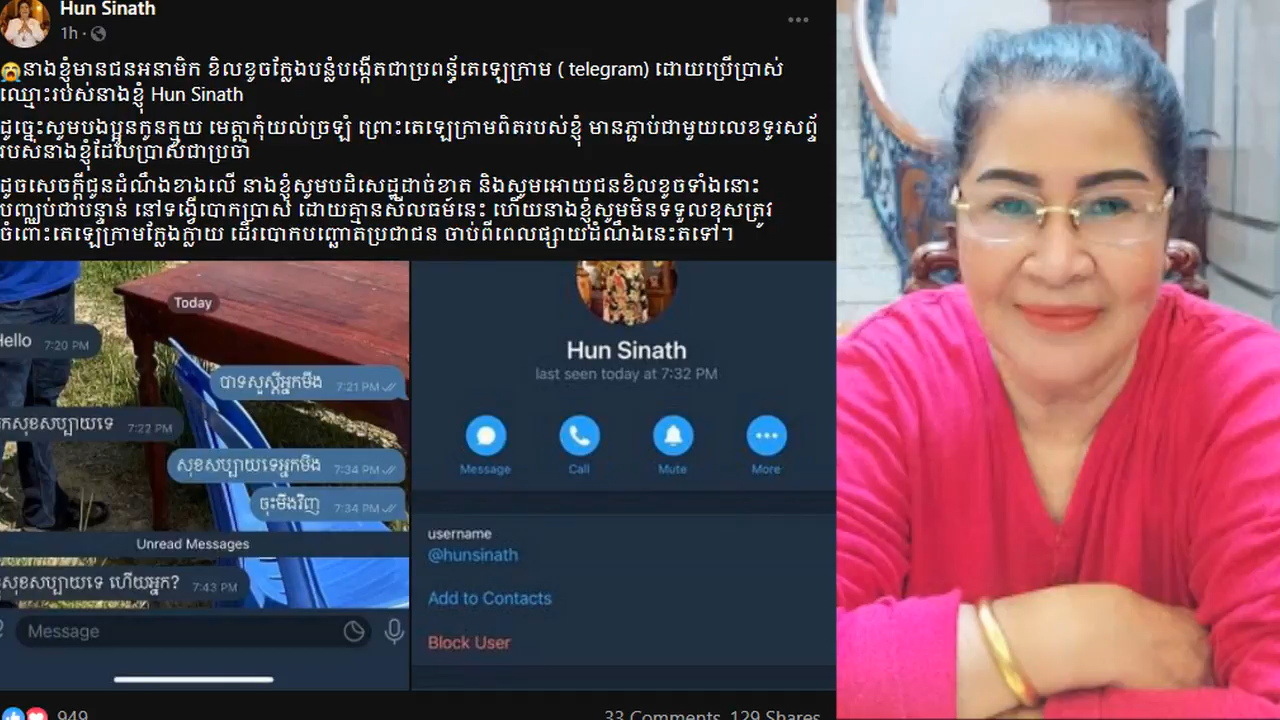 Hun Sinath
1h
😭នាងខ្ញុំមានជនអនាមិក ខិលខូចក្លែងបន្លំបង្កើតជាប្រពន្ធ័តេឡេក្រាម ( telegram) ដោយប្រើប្រាស់
ឈ្មោះរបស់នាងខ្ញុំ Hun Sinath
ដូច្នេះសូមបងប្អូនកូនក្មួយ មេត្តាកុំយល់ច្រឡំ ព្រោះតេឡេក្រាមពិតរបស់ខ្ញុំ មានភ្ជាប់ជាមួយលេខទូរសព្ទ័
របស់នាងខ្ញុំដែលប្រាស់ជាប្រចាំ
ដូចសេចក្ដីជូនដំណឹងខាងលើ នាងខ្ញុំសូមបដិសេដ្ឋដាច់ខាត និងសូមអោយជនខិលខូចទាំងនោះ
បញ្ឈប់ជាបន្ទាន់ នៅទង្វើបោកប្រាស់ ដោយគ្មានសីលធម៍នេះ ហើយនាងខ្ញុំសូមមិនទទួលខុសត្រូវ
ចំពោះតេឡេក្រាមក្លែងក្លាយ ដើរបោកបញ្ឆោតប្រជាជន ចាប់ពីពេលផ្សាយដំណឹងនេះតទៅ។
Today
Hello 7:20 PM
បាទសួស្តីអ្នកមីង 7:21 PM
កសុខសប្បាយទេ 7:22 PM
សុខសប្បាយទេអ្នកមីង 7:34 PM
ចុះមីងវិញ 7:34 PM
Unread Messages
សុខសប្បាយទេ ហើយអ្នក? 7:43 PM
Message
Hun Sinath
last seen today at 7:32 PM
Message Call Mute More
username
@hunsinath
Add to Contacts
Block User
949
33 Comments 129 Shares